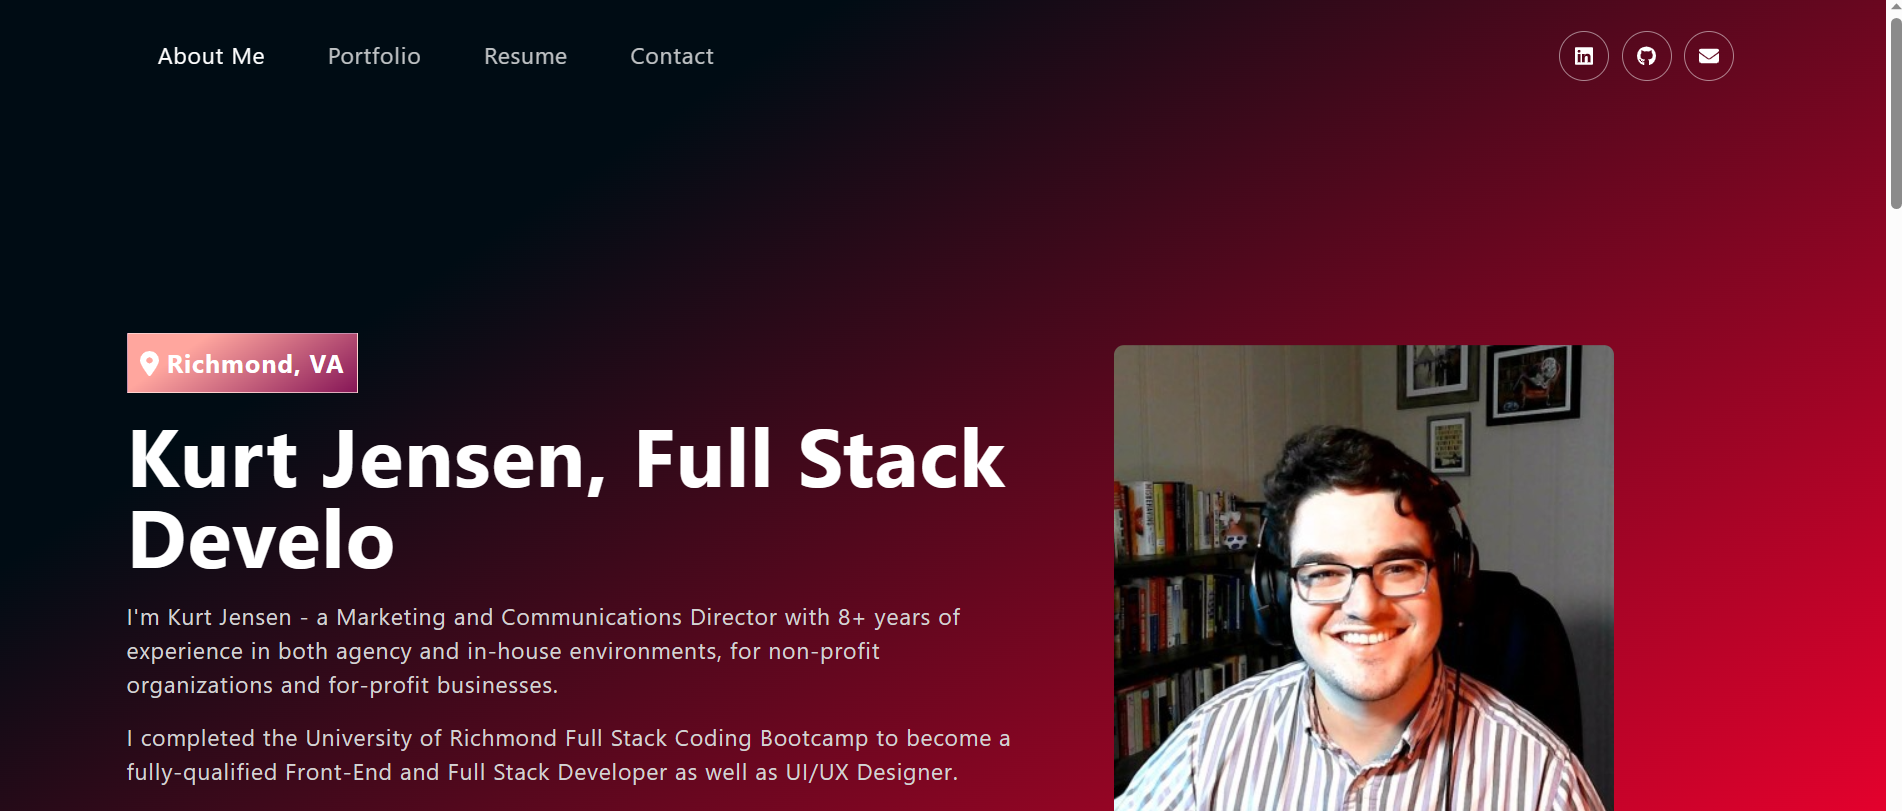 About Me
Portfolio
Resume
Contact
Richmond, VA
Kurt Jensen, Full Stack
Develo
I'm Kurt Jensen - a Marketing and Communications Director with 8+ years of
experience in both agency and in-house environments, for non-profit
organizations and for-profit businesses.
I completed the University of Richmond Full Stack Coding Bootcamp to become a
fully-qualified Front-End and Full Stack Developer as well as UI/UX Designer.